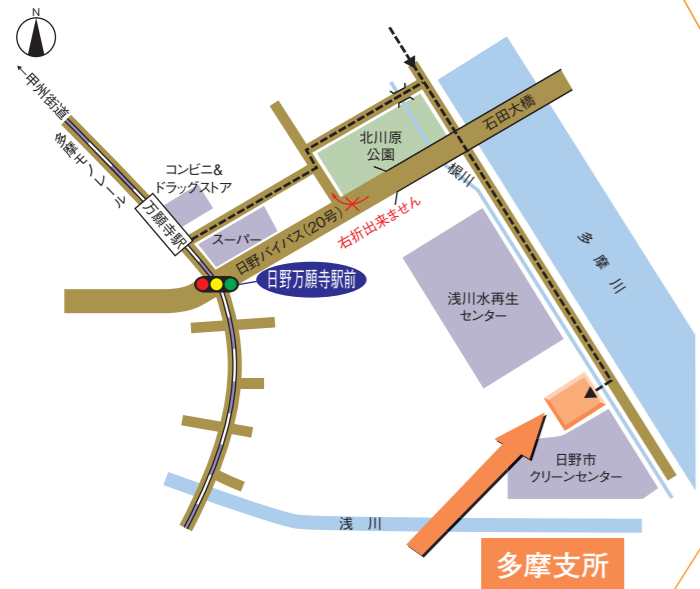 N
←甲州街道
多摩モノレール
コンビニ&
ドラッグストア
万願寺駅
スーパー
北川原
公園
石田大橋
日野バイパス(20号)
右折出来ません
根川
日野万願寺駅前
多摩川
浅川水再生
センター
日野市
クリーンセンター
浅川
多摩支所